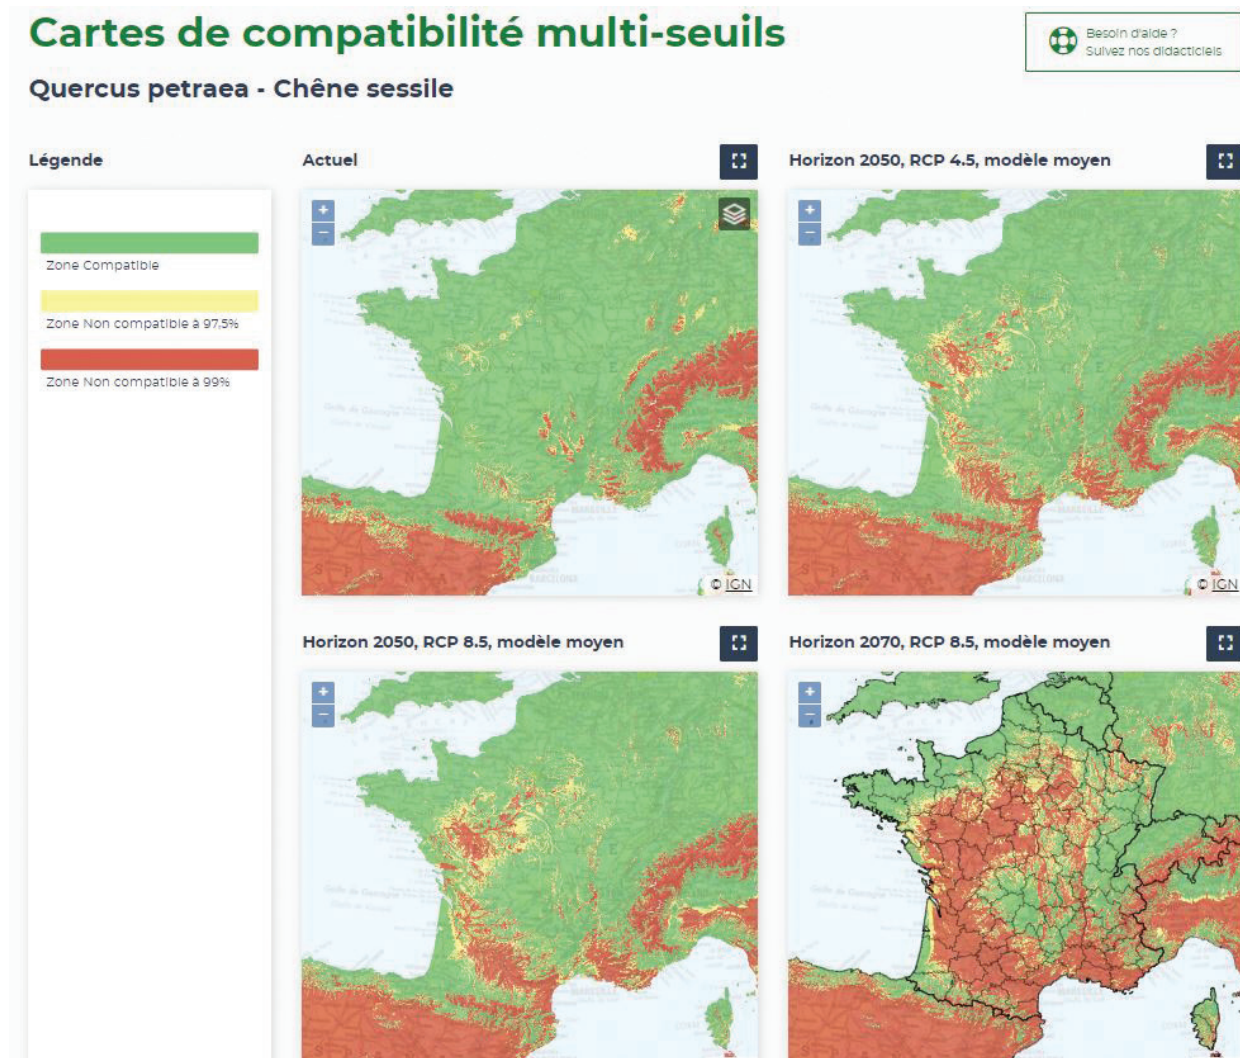 Cartes de compatibilité multi-seuils
Besoin d'aide ?
Suivez nos didacticiels
Quercus petraea - Chêne sessile
Légende
Zone Compatible
Zone Non compatible à 97,5%
Zone Non compatible à 99%
Actuel
+
−
MARSEILLE
BARCELONA
© IGN
Horizon 2050, RCP 4.5, modèle moyen
+
−
© IGN
Horizon 2050, RCP 8.5, modèle moyen
+
−
Horizon 2070, RCP 8.5, modèle moyen
+
−